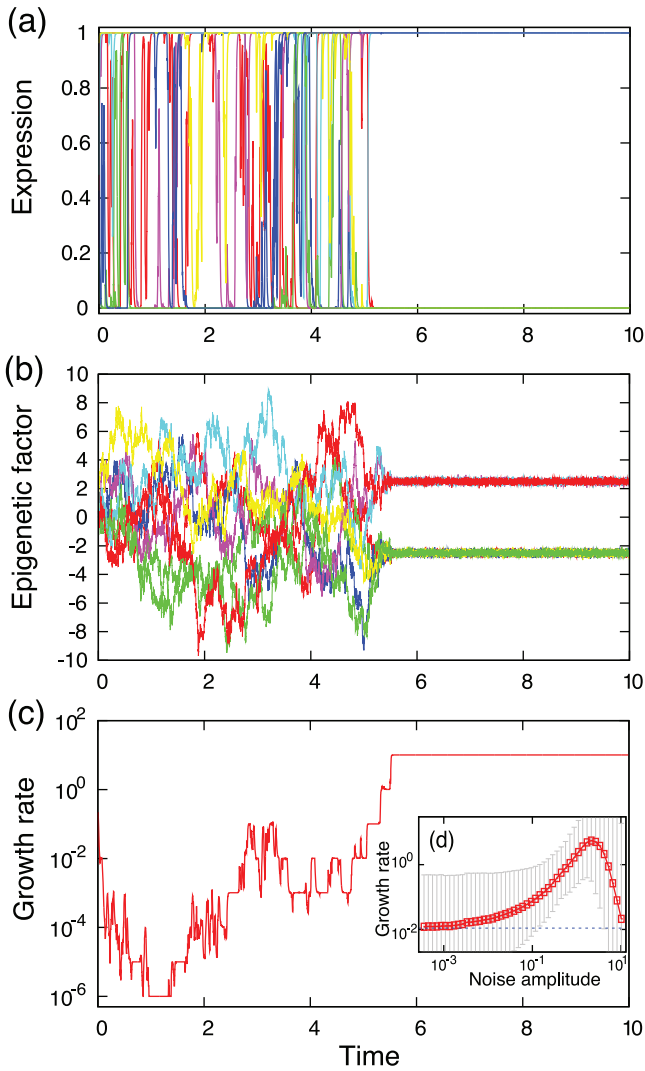 (a)
Expression
1
0.8
0.6
0.4
0.2
0
0 2 4 6 8 10
(b)
Epigenetic factor
10
8
6
4
2
0
-2
-4
-6
-8
-10
0 2 4 6 8 10
(c)
Growth rate
10^2
10^0
10^-2
10^-4
10^-6
0 2 4 6 8 10
Time
(d)
Growth rate
10^0
10^-2
10^-3 10^-1 10^1
Noise amplitude